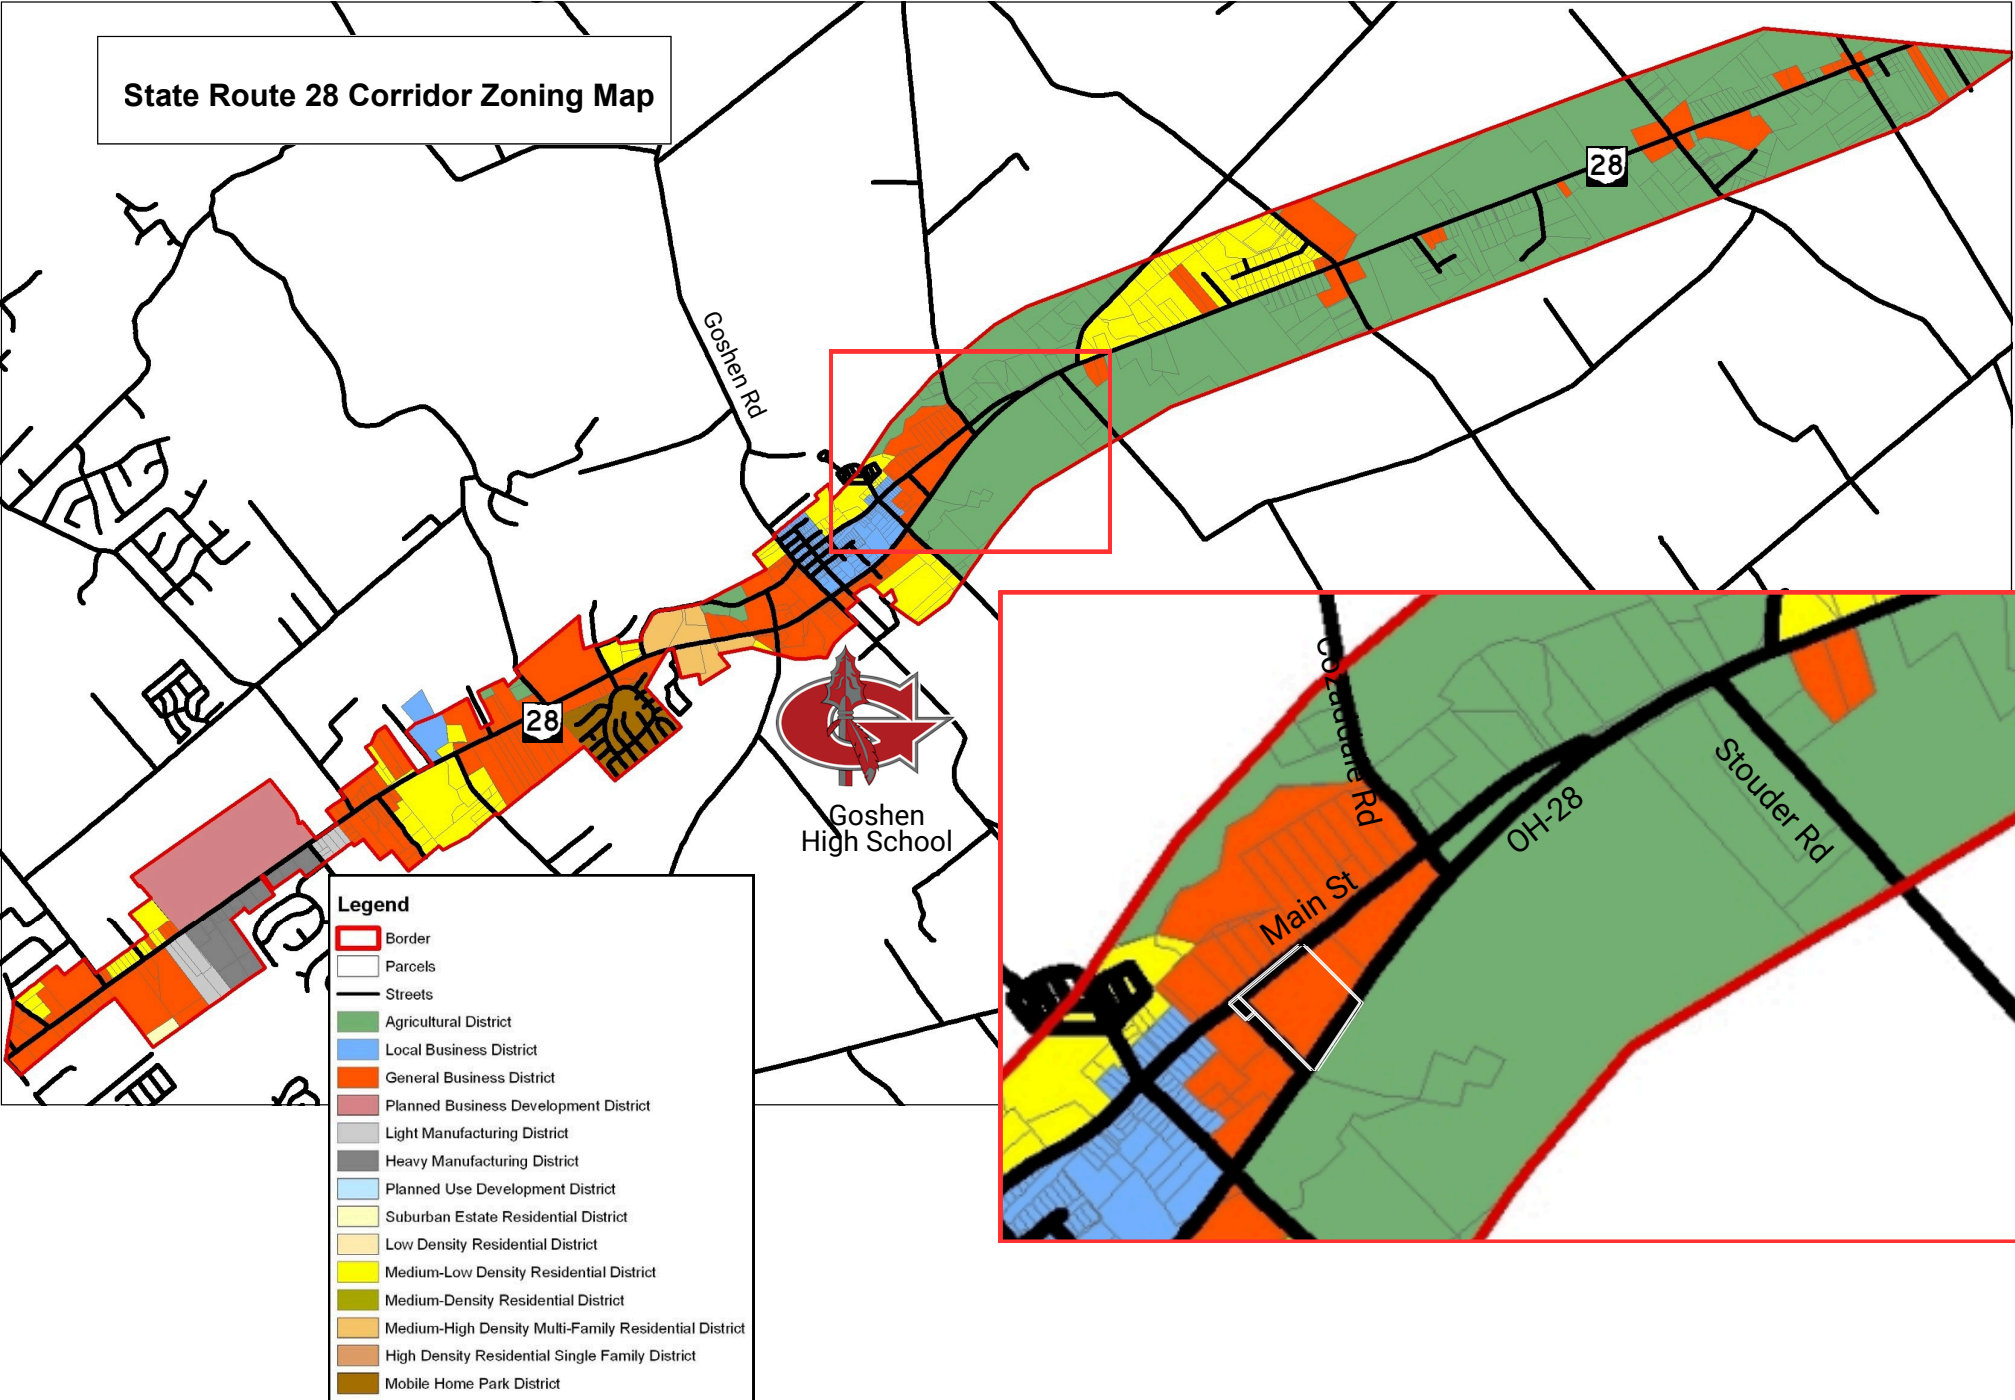 State Route 28 Corridor Zoning Map
28
Goshen Rd
28
Goshen
High School
Cozaddale Rd
Main St
OH-28
Stouder Rd
Legend
Border
Parcels
Streets
Agricultural District
Local Business District
General Business District
Planned Business Development District
Light Manufacturing District
Heavy Manufacturing District
Planned Use Development District
Suburban Estate Residential District
Low Density Residential District
Medium-Low Density Residential District
Medium-Density Residential District
Medium-High Density Multi-Family Residential District
High Density Residential Single Family District
Mobile Home Park District